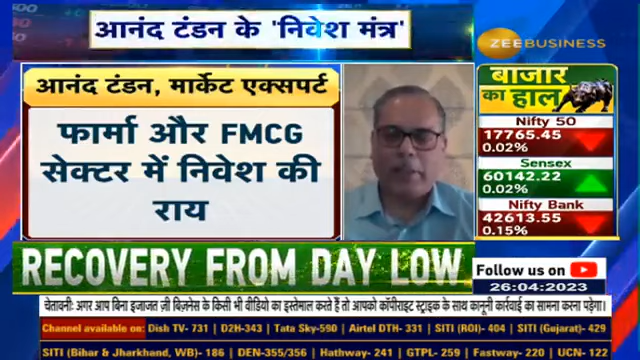 आनंद टंडन के 'निवेश मंत्र'
ZEE BUSINESS
आनंद टंडन, मार्केट एक्सपर्ट
फार्मा और FMCG
सेक्टर में निवेश की
राय
बाजार
का हाल
Nifty 50
17765.45
0.02%
Sensex
60142.22
0.02%
Nifty Bank
42613.55
0.15%
RECOVERY FROM DAY LOW
Follow us on
26:04:2023
चेतावनी: अगर आप बिना इजाजत ज़ी बिज़नेस के किसी भी वीडियो का इस्तेमाल करते हैं तो आपको कॉपीराइट स्ट्राइक के साथ कानूनी कार्रवाई का सामना करना पड़ेगा।
Channel available on: Dish TV- 731 | D2H-343 | Tata Sky-590 | Airtel DTH- 331 | SITI (ROI) - 404 | SITI (Gujarat)- 429
SITI (Bihar & Jharkhand, WB)- 186 | DEN-355/356 | Hathway-241 | GTPL-259 | Fastway-220 | UCN-122